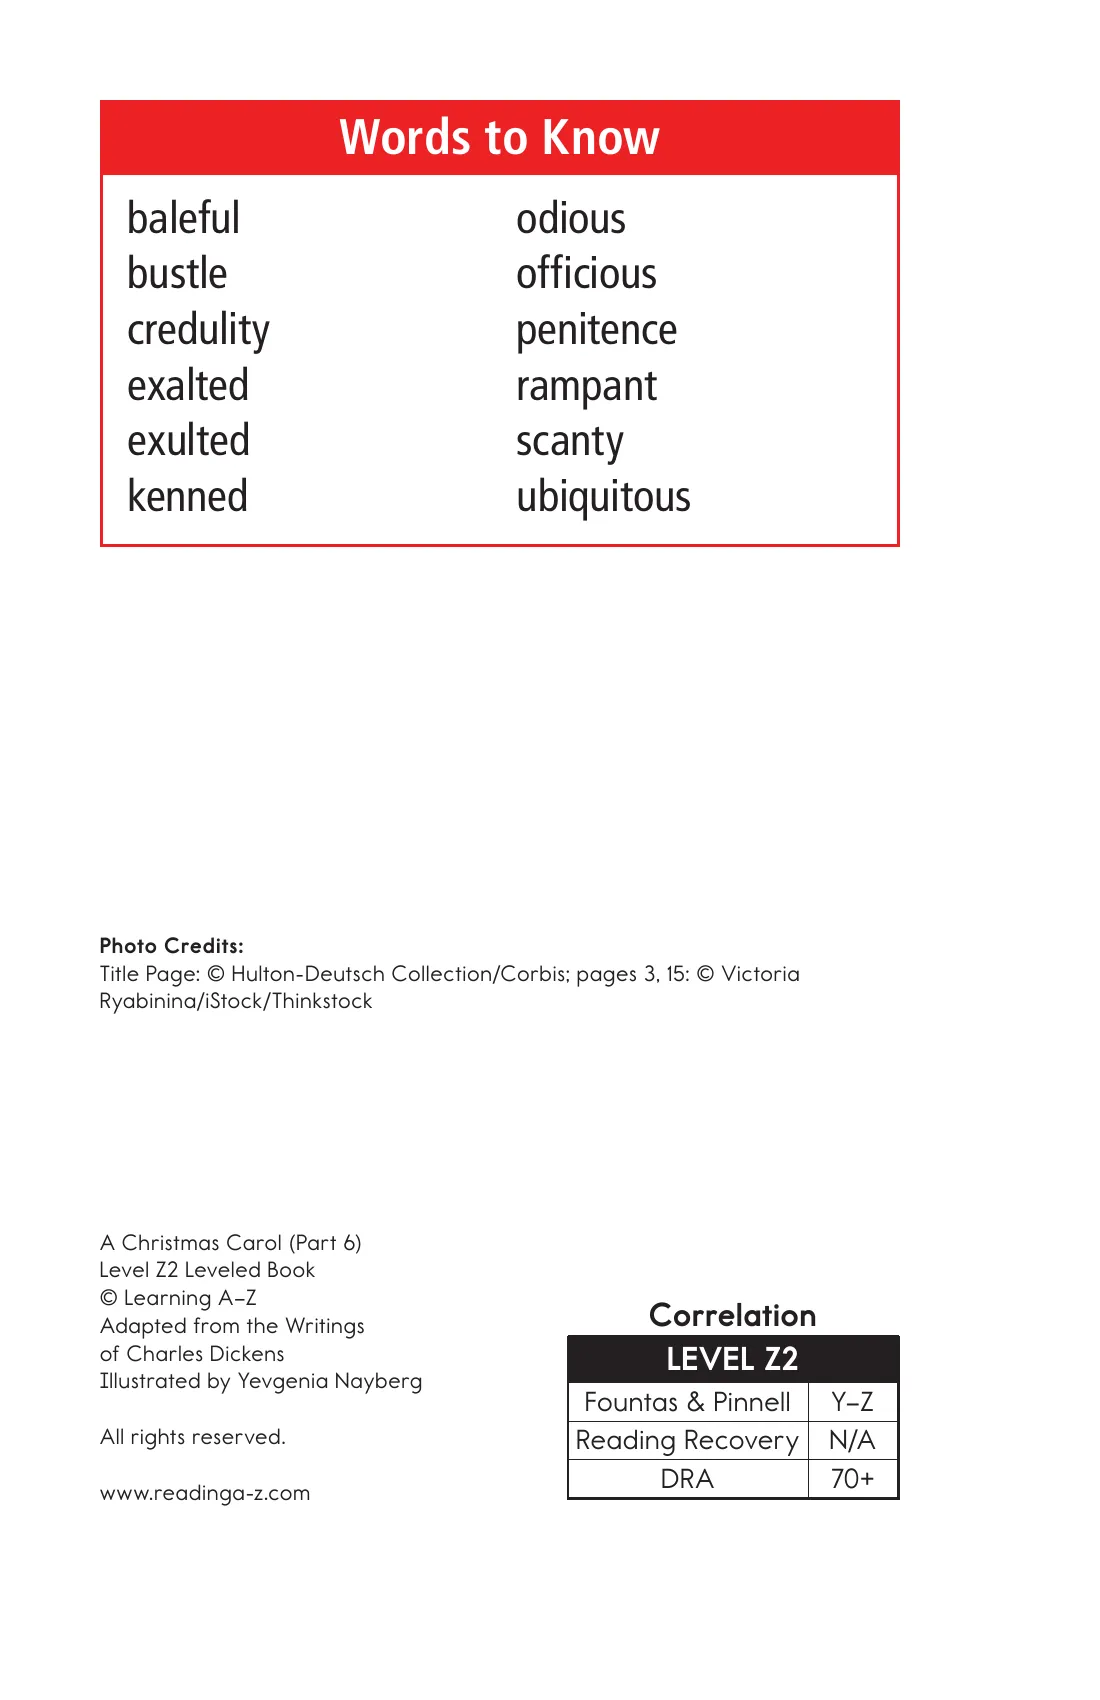 Words to Know
baleful
bustle
credulity
exalted
exulted
kenned
odious
officious
penitence
rampant
scanty
ubiquitous
Photo Credits:
Title Page: © Hulton-Deutsch Collection/Corbis; pages 3, 15: © Victoria
Ryabinina/iStock/Thinkstock
A Christmas Carol (Part 6)
Level Z2 Leveled Book
© Learning A–Z
Adapted from the Writings
of Charles Dickens
Illustrated by Yevgenia Nayberg
All rights reserved.
www.readinga-z.com
Correlation
LEVEL Z2
Fountas & Pinnell Y–Z
Reading Recovery N/A
DRA 70+